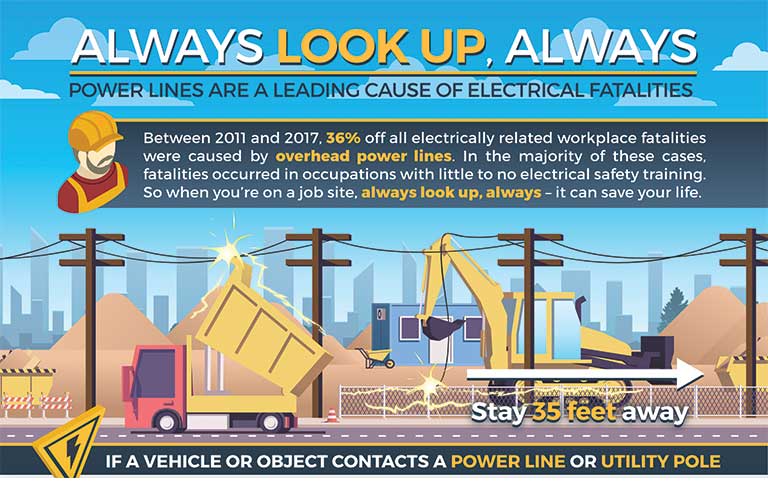 ALWAYS LOOK UP, ALWAYS
POWER LINES ARE A LEADING CAUSE OF ELECTRICAL FATALITIES
Between 2011 and 2017, 36% off all electrically related workplace fatalities
were caused by overhead power lines. In the majority of these cases,
fatalities occurred in occupations with little to no electrical safety training.
So when you're on a job site, always look up, always – it can save your life.
Stay 35 feet away
IF A VEHICLE OR OBJECT CONTACTS A POWER LINE OR UTILITY POLE